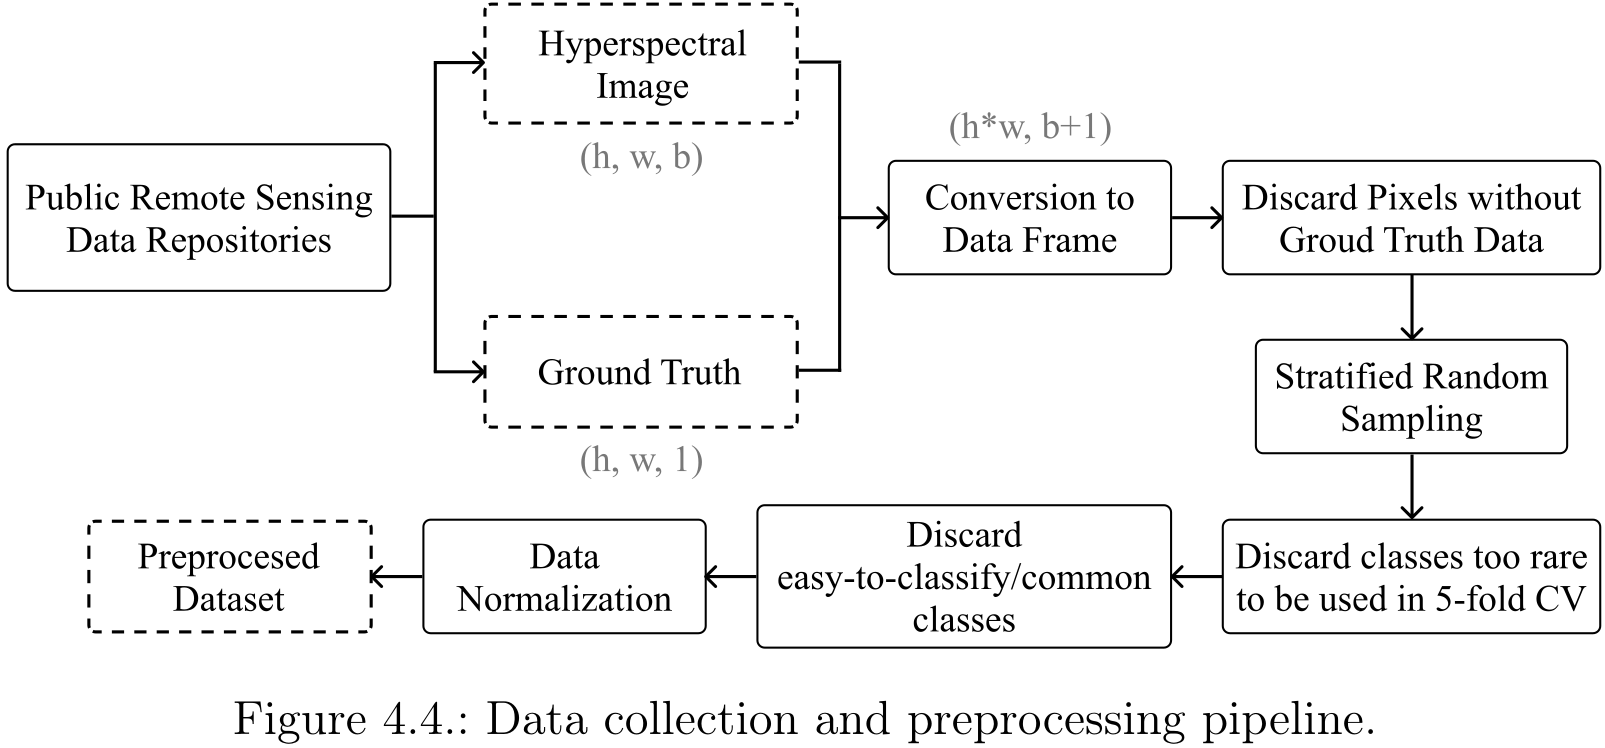 Public Remote Sensing
Data Repositories
Hyperspectral
Image
(h, w, b)
Ground Truth
(h, w, 1)
(h*w, b+1)
Conversion to
Data Frame
Discard Pixels without
Groud Truth Data
Stratified Random
Sampling
Discard classes too rare
to be used in 5-fold CV
Discard
easy-to-classify/common
classes
Data
Normalization
Preprocesed
Dataset
Figure 4.4.: Data collection and preprocessing pipeline.